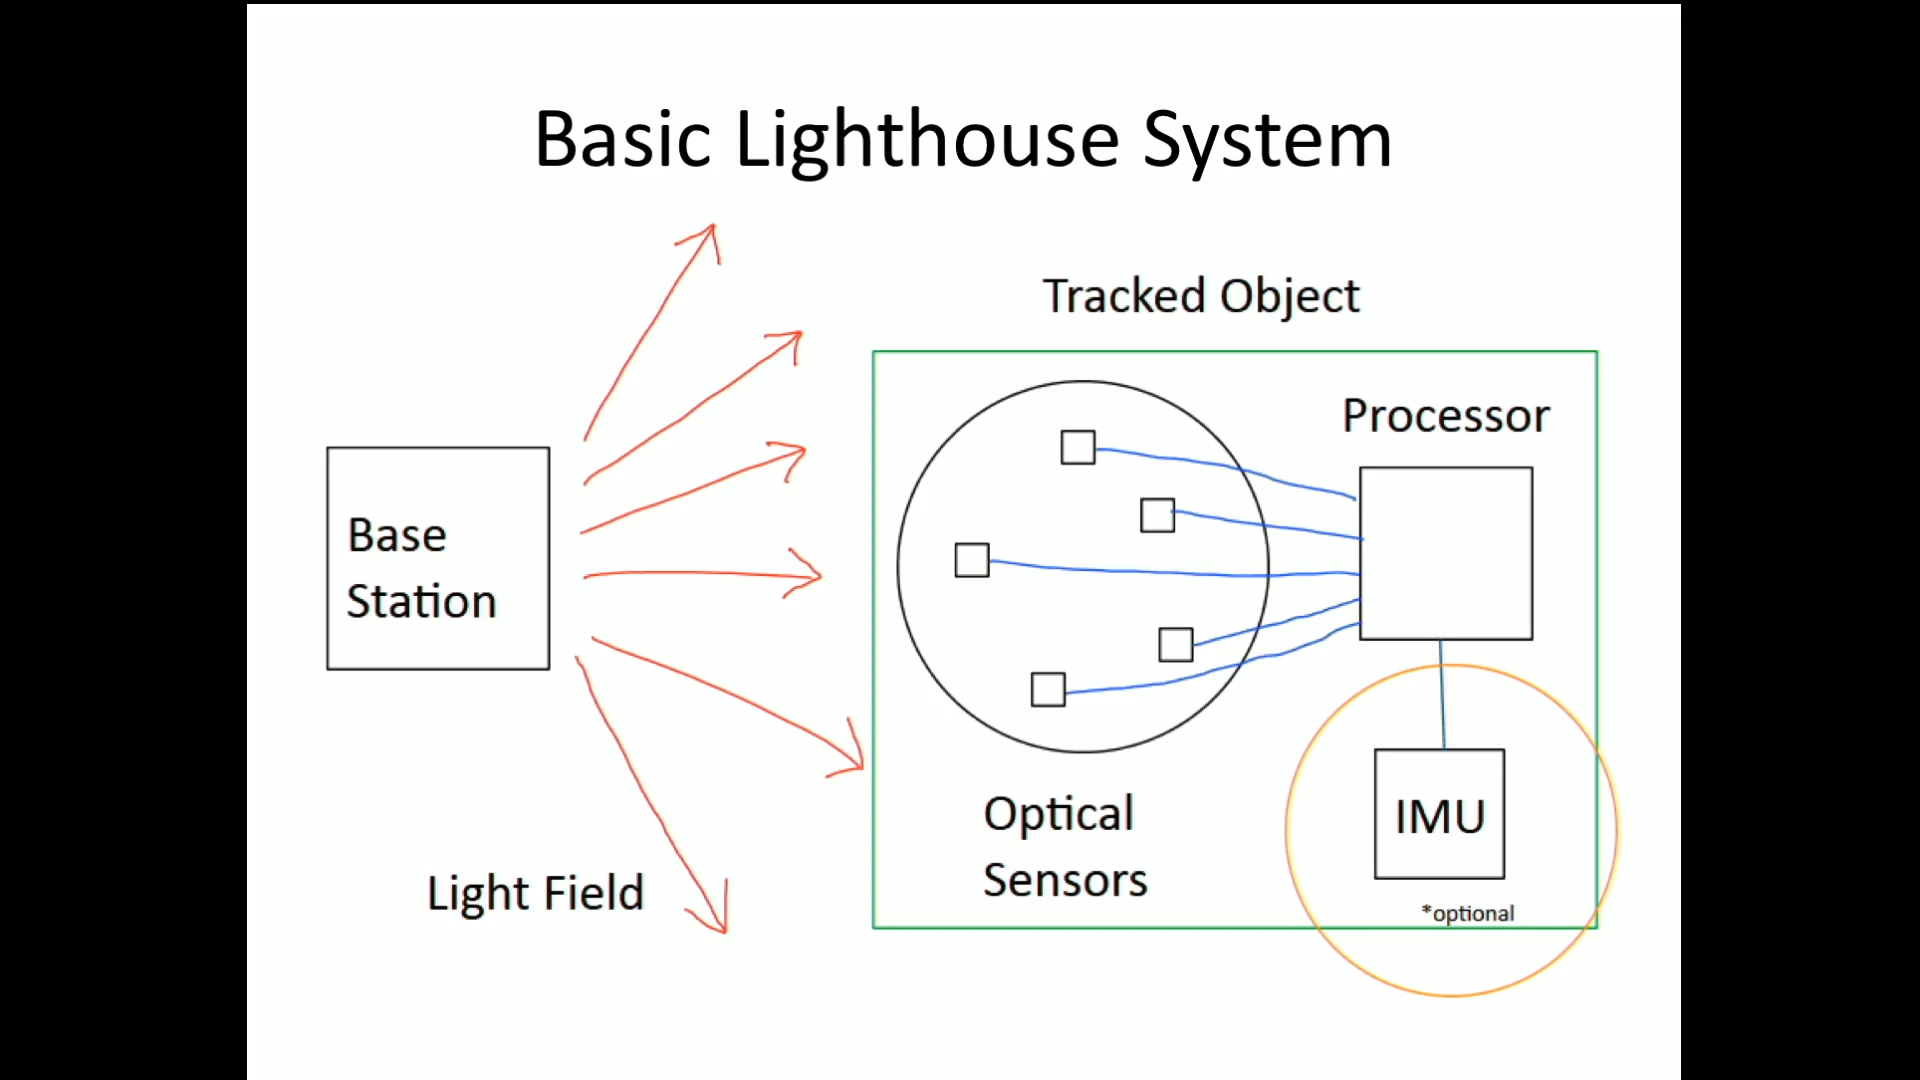 Basic Lighthouse System
Tracked Object
Processor
Base
Station
IMU
Optical
Sensors
Light Field
*optional